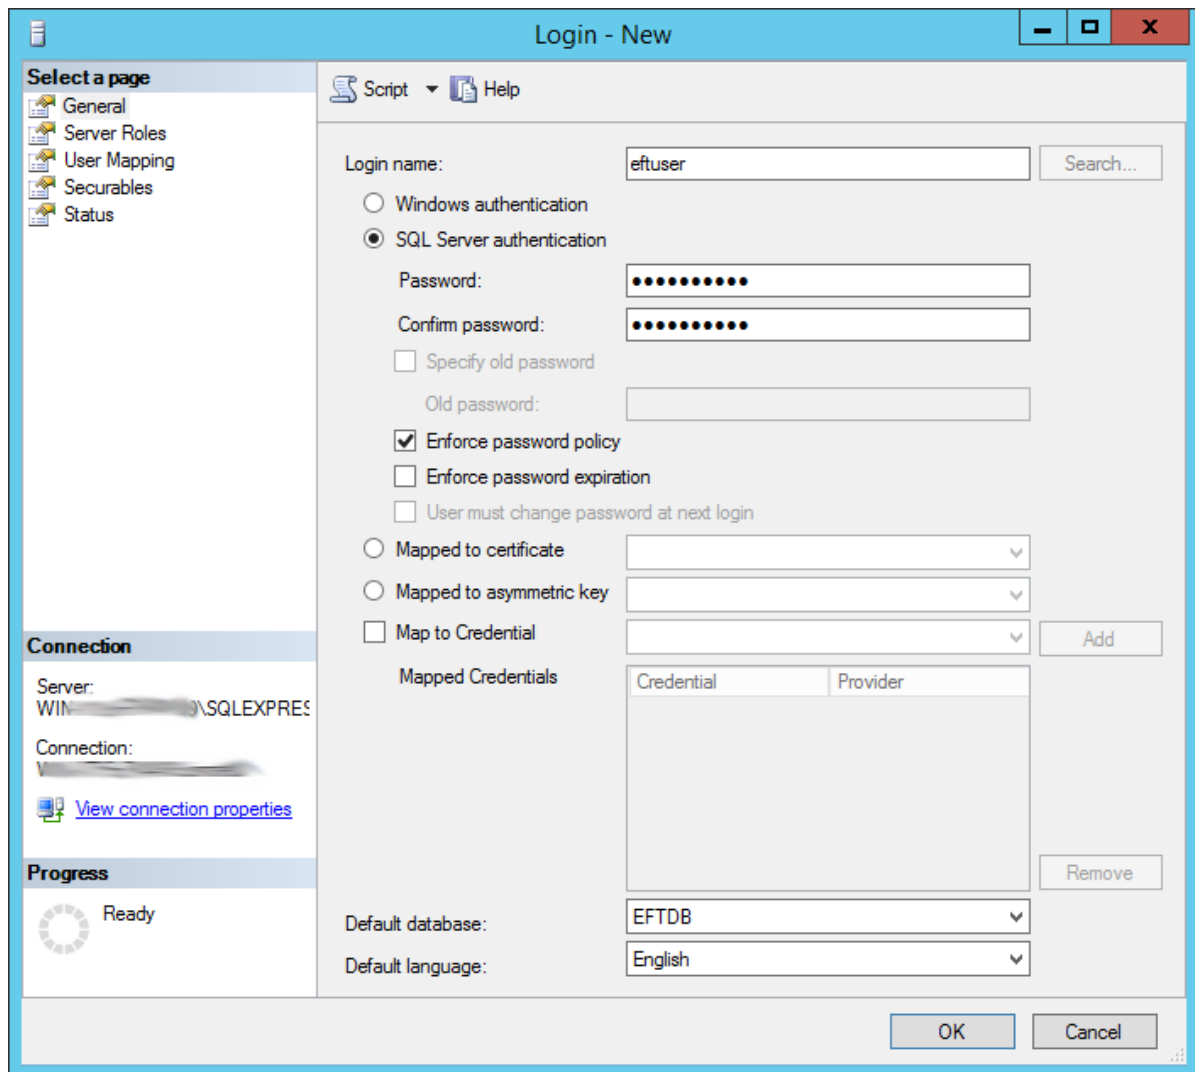 Login - New
Select a page
General
Server Roles
User Mapping
Securables
Status
Script Help
Login name: eftuser Search...
Windows authentication
SQL Server authentication
Password: ●●●●●●●●●●
Confirm password: ●●●●●●●●●●
Specify old password
Old password:
Enforce password policy
Enforce password expiration
User must change password at next login
Mapped to certificate
Mapped to asymmetric key
Map to Credential Add
Mapped Credentials Credential Provider
Remove
Default database: EFTDB
Default language: English
Connection
Server:
\SQLEXPRES
Connection:
View connection properties
Progress
Ready
OK Cancel